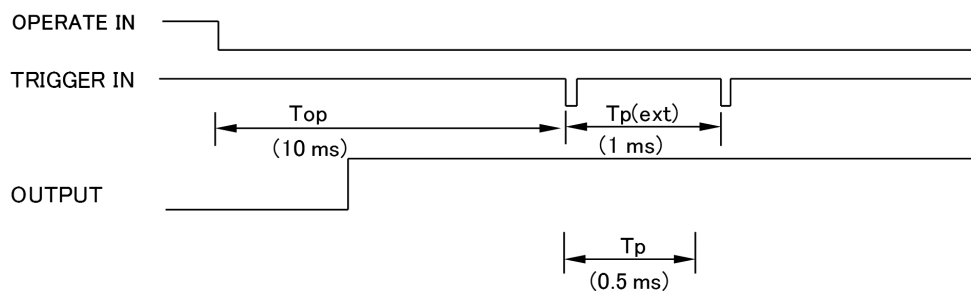 OPERATE IN
TRIGGER IN
Top
(10 ms)
Tp(ext)
(1 ms)
OUTPUT
Tp
(0.5 ms)